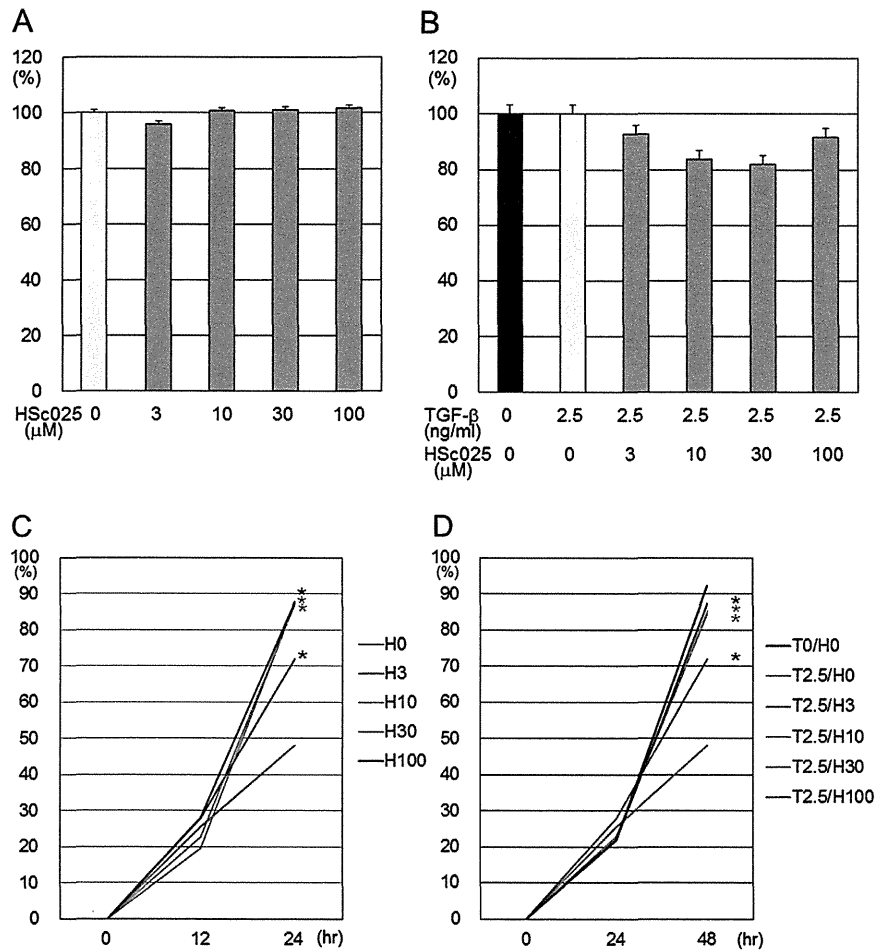 A
120
(%)
100
80
60
40
20
0
HSc025 0 3 10 30 100
(μM)
B
120
(%)
100
80
60
40
20
0
TGF-β 0 2.5 2.5 2.5 2.5 2.5
(ng/ml)
HSc025 0 0 3 10 30 100
(μM)
C
100
(%)
90
80
70
60
50
40
30
20
10
0
* * * *
0 12 24 (hr)
H0
H3
H10
H30
H100
D
100
(%)
90
80
70
60
50
40
30
20
10
0
* * * *
0 24 48 (hr)
T0/H0
T2.5/H0
T2.5/H3
T2.5/H10
T2.5/H30
T2.5/H100